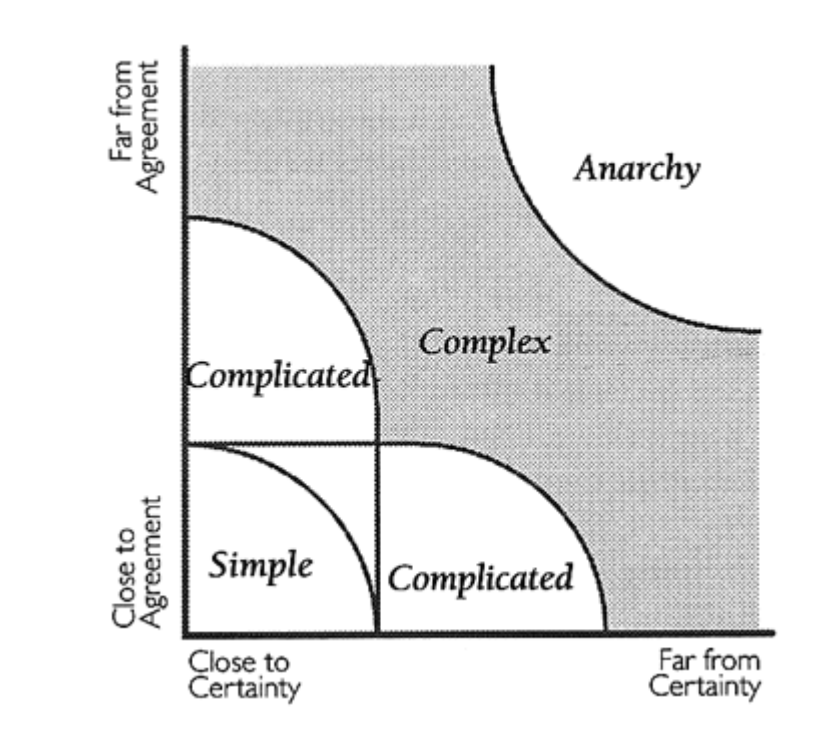 Far from
Agreement
Anarchy
Complex
Complicated
Close to
Agreement
Simple
Complicated
Close to
Certainty
Far from
Certainty